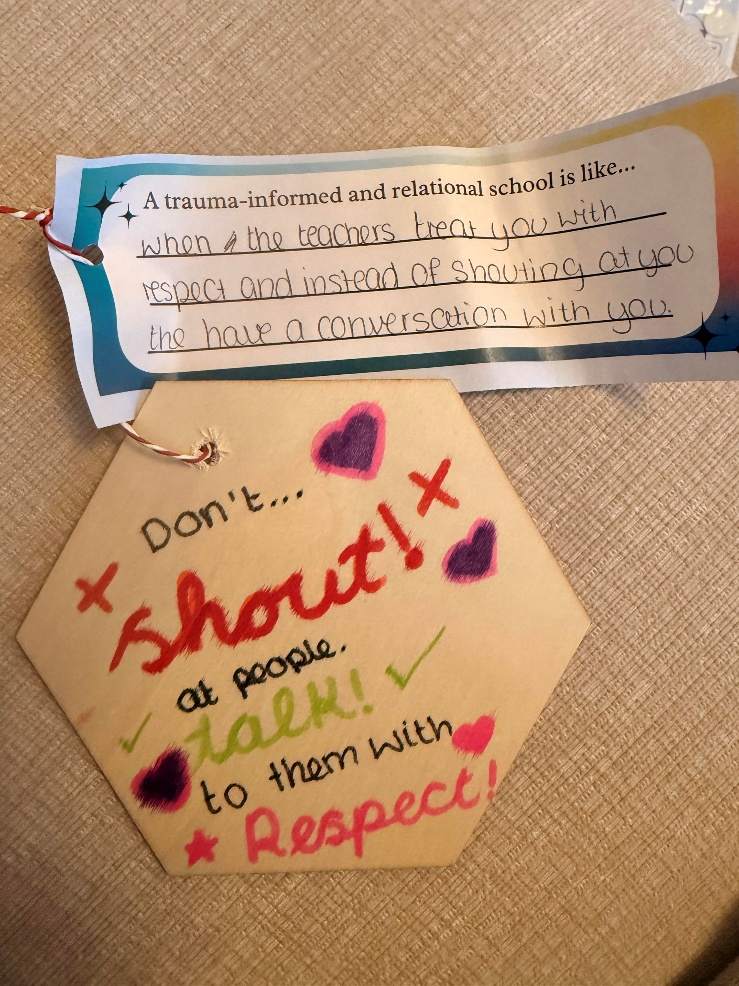 A trauma-informed and relational school is like...
when the teachers treat you with
respect and instead of shouting at you
the have a conversation with you.
Don't...
shout!
at people.
talk!
to them with
Respect!